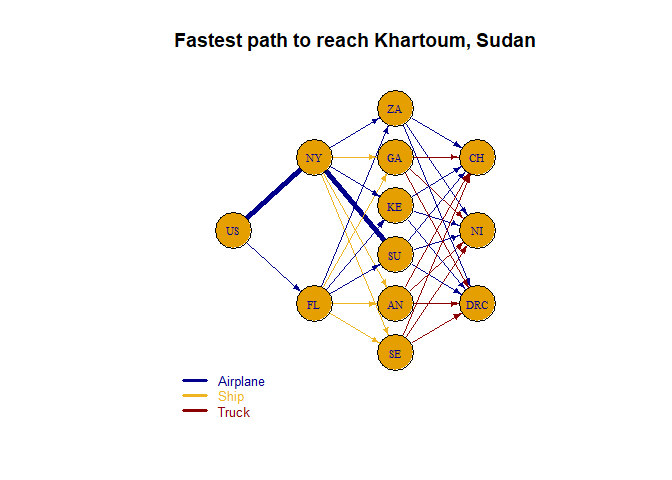 Fastest path to reach Khartoum, Sudan
ZA
NY
GA
CH
KE
US
NI
SU
FL
AN
DRC
SE
Airplane
Ship
Truck